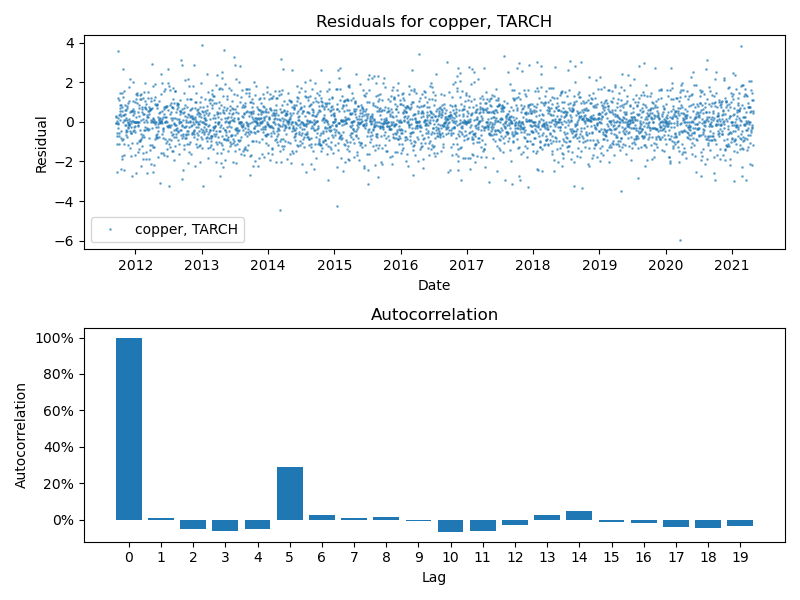 Residuals for copper, TARCH
4
2
0
−2
−4
−6
Residual
copper, TARCH
2012 2013 2014 2015 2016 2017 2018 2019 2020 2021
Date
Autocorrelation
100%
80%
60%
40%
20%
0%
Autocorrelation
0 1 2 3 4 5 6 7 8 9 10 11 12 13 14 15 16 17 18 19
Lag